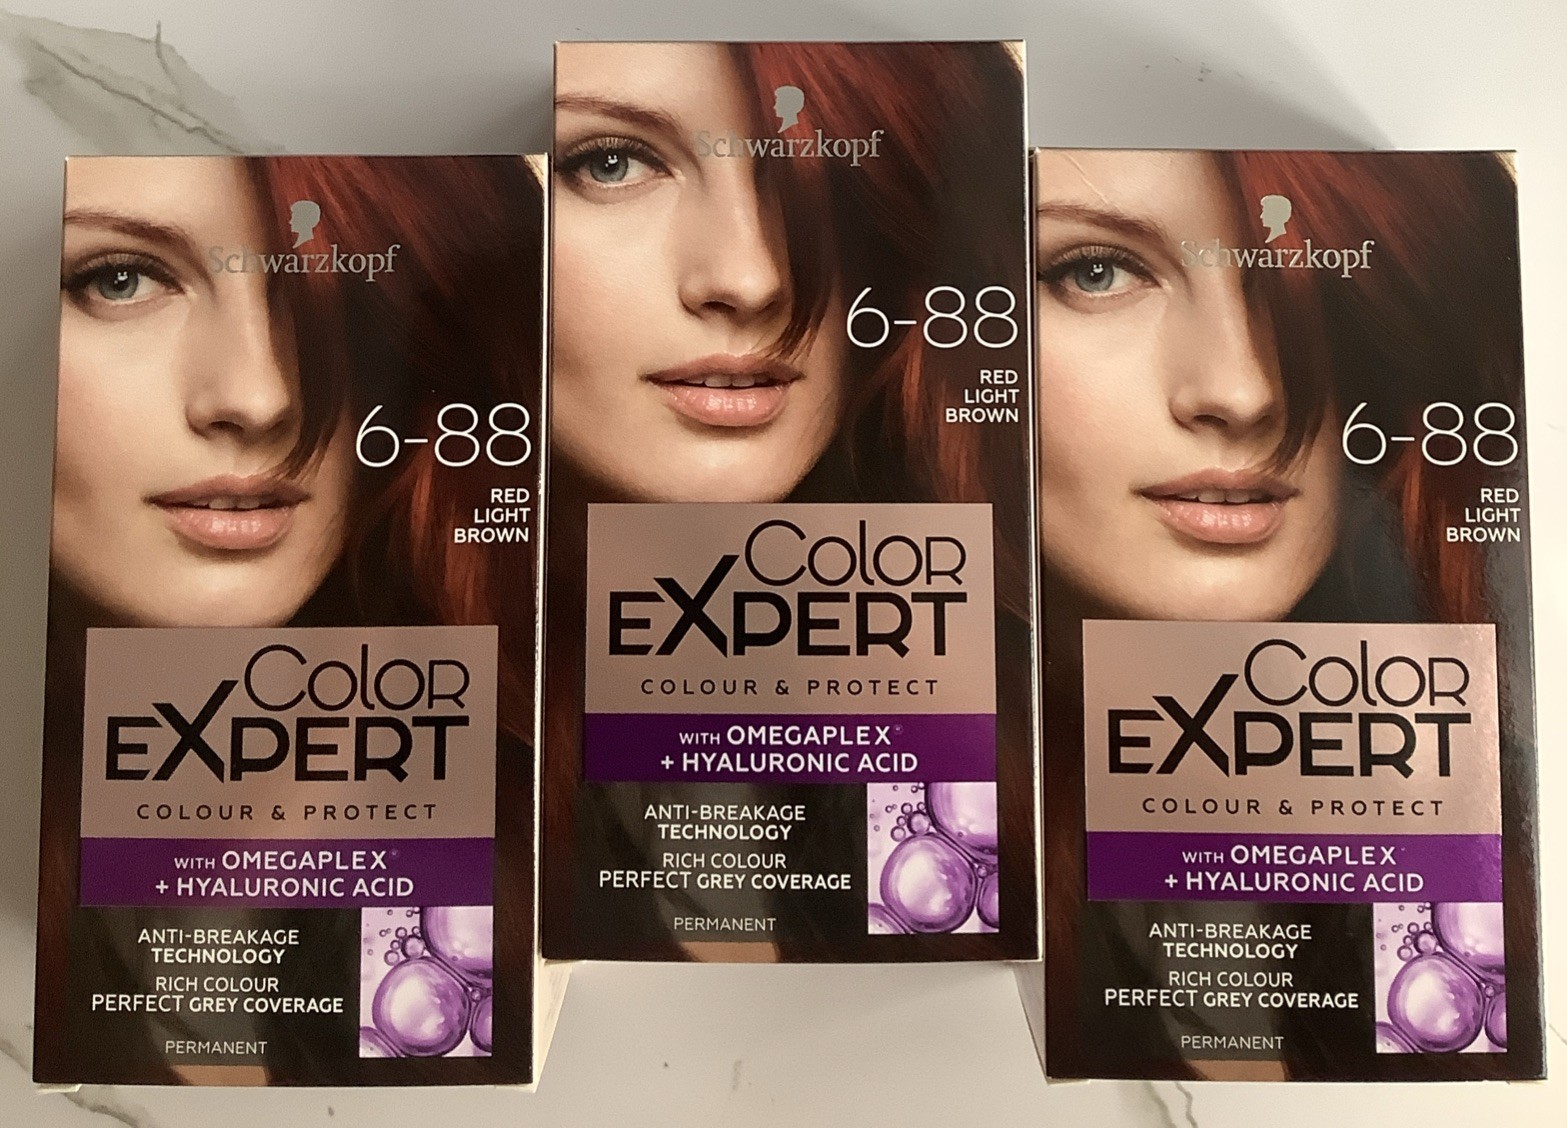 Schwarzkopf
6-88
RED
LIGHT
BROWN
Color
EXPERT
COLOUR & PROTECT
WITH OMEGAPLEX®
+ HYALURONIC ACID
ANTI-BREAKAGE
TECHNOLOGY
RICH COLOUR
PERFECT GREY COVERAGE
PERMANENT
Schwarzkopf
6-88
RED
LIGHT
BROWN
Color
EXPERT
COLOUR & PROTECT
WITH OMEGAPLEX®
+ HYALURONIC ACID
ANTI-BREAKAGE
TECHNOLOGY
RICH COLOUR
PERFECT GREY COVERAGE
PERMANENT
Schwarzkopf
6-88
RED
LIGHT
BROWN
Color
EXPERT
COLOUR & PROTECT
WITH OMEGAPLEX®
+ HYALURONIC ACID
ANTI-BREAKAGE
TECHNOLOGY
RICH COLOUR
PERFECT GREY COVERAGE
PERMANENT